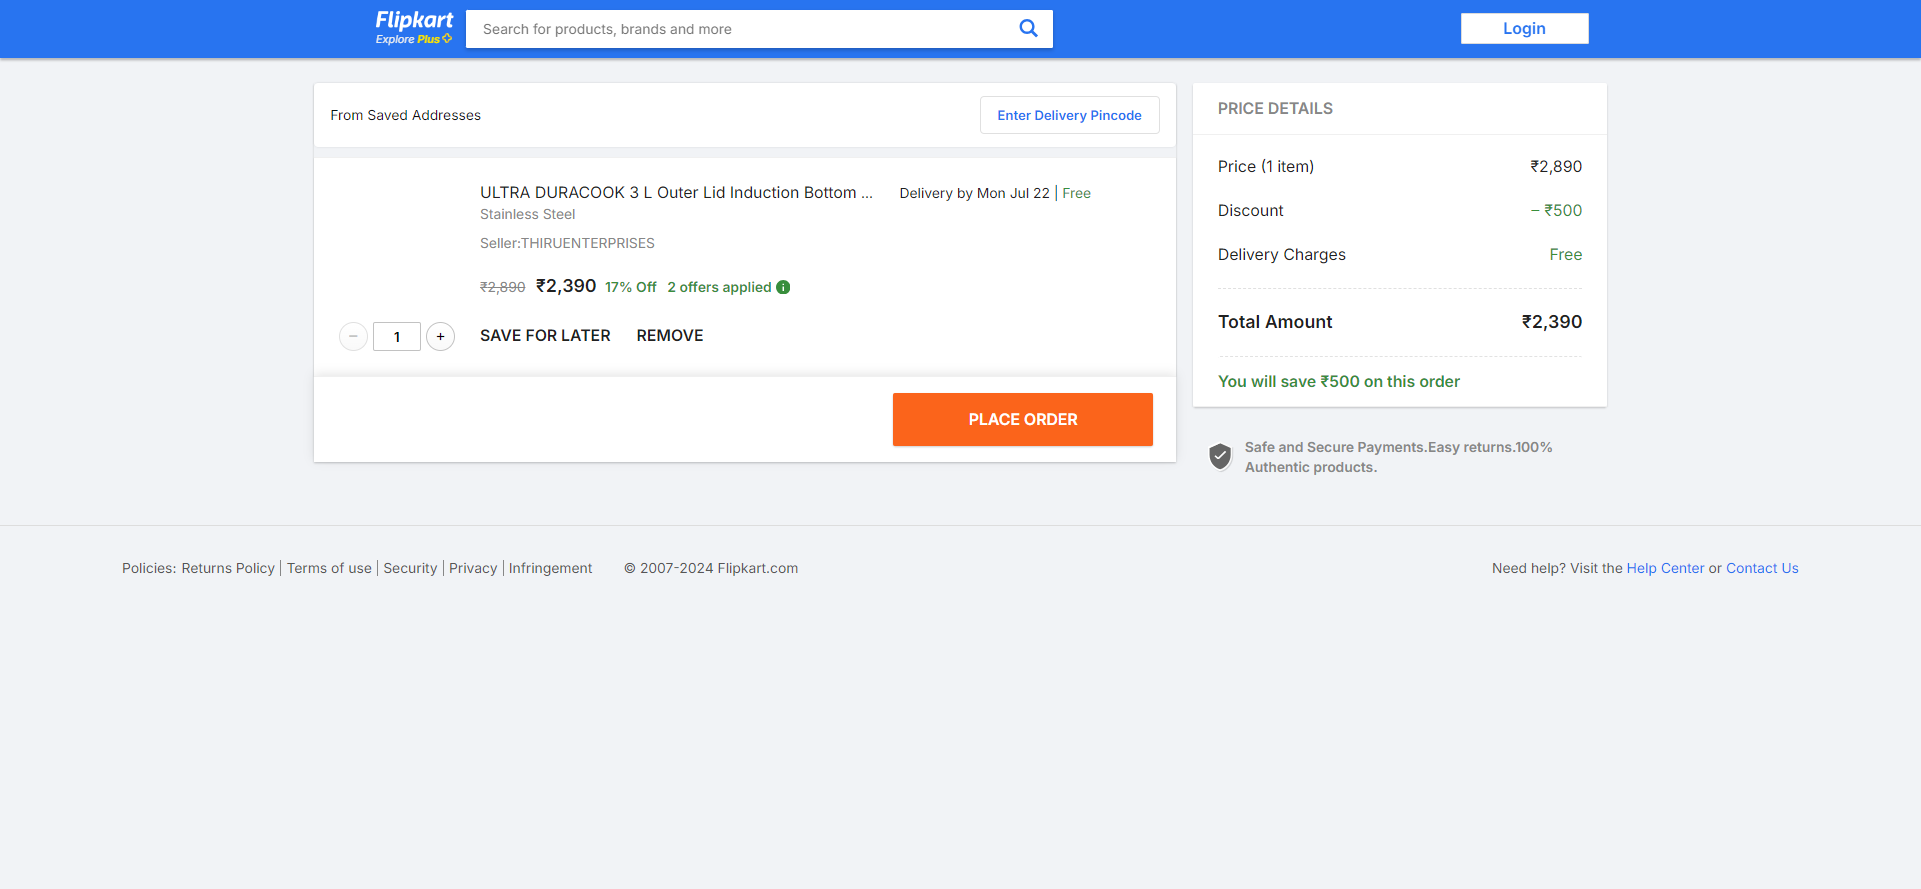 Flipkart
Explore Plus
Search for products, brands and more
Login
From Saved Addresses
Enter Delivery Pincode
ULTRA DURACOOK 3 L Outer Lid Induction Bottom ...
Delivery by Mon Jul 22 | Free
Stainless Steel
Seller:THIRUENTERPRISES
₹2,890 ₹2,390 17% Off 2 offers applied
1
SAVE FOR LATER
REMOVE
PLACE ORDER
PRICE DETAILS
Price (1 item) ₹2,890
Discount − ₹500
Delivery Charges Free
Total Amount ₹2,390
You will save ₹500 on this order
Safe and Secure Payments.Easy returns.100%
Authentic products.
Policies: Returns Policy | Terms of use | Security | Privacy | Infringement © 2007-2024 Flipkart.com
Need help? Visit the Help Center or Contact Us